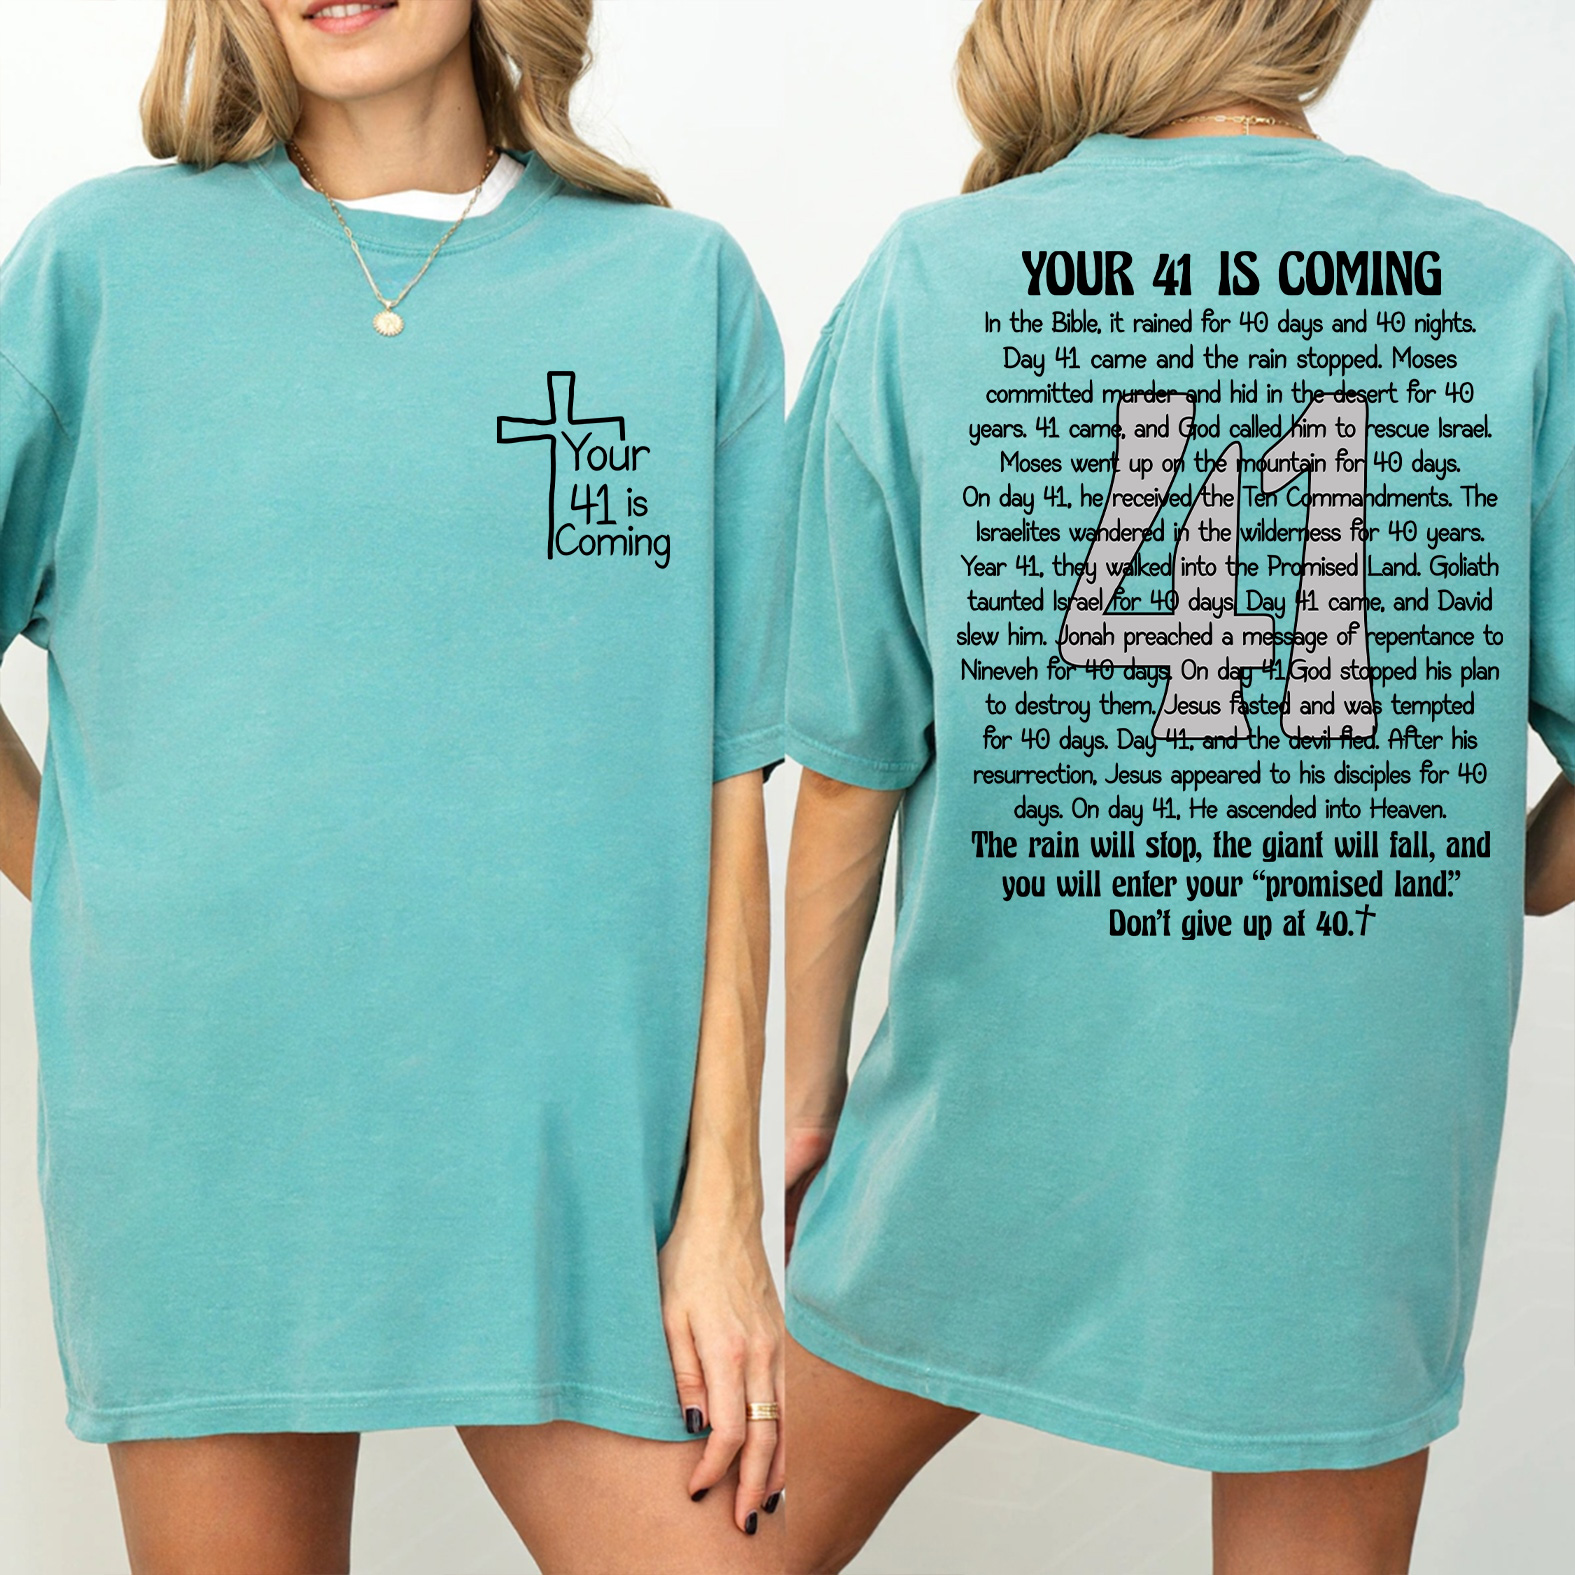 Your
41 is
Coming
YOUR 41 IS COMING
In the Bible, it rained for 40 days and 40 nights.
Day 41 came and the rain stopped. Moses
committed murder and hid in the desert for 40
years. 41 came, and God called him to rescue Israel.
Moses went up on the mountain for 40 days.
On day 41, he received the Ten Commandments. The
Israelites wandered in the wilderness for 40 years.
Year 41, they walked into the Promised Land. Goliath
taunted Israel for 40 days. Day 41 came, and David
slew him. Jonah preached a message of repentance to
Nineveh for 40 days. On day 41 God stopped his plan
to destroy them. Jesus fasted and was tempted
for 40 days. Day 41, and the devil fled. After his
resurrection, Jesus appeared to his disciples for 40
days. On day 41, He ascended into Heaven.
The rain will stop, the giant will fall, and
you will enter your “promised land.”
Don't give up at 40.
41